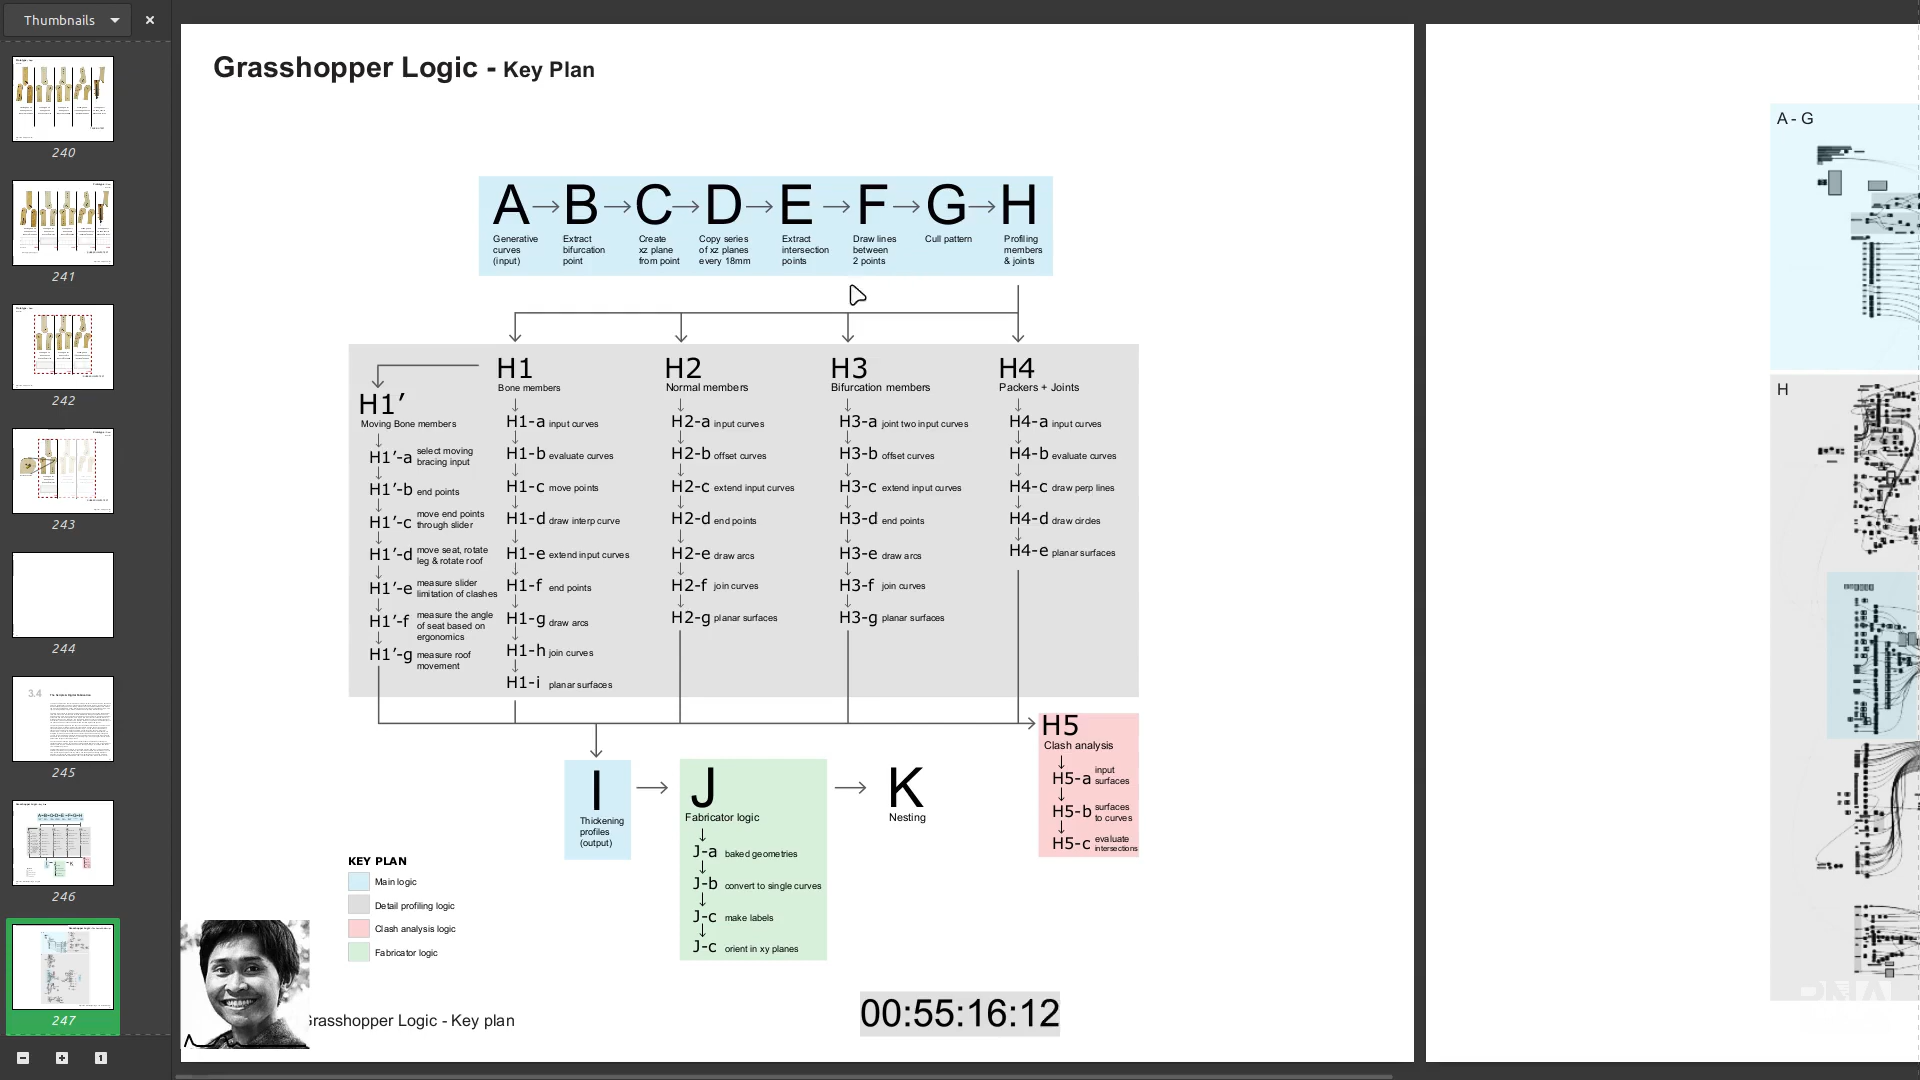 Thumbnails
240
241
242
243
244
245
246
247
3.4
Grasshopper Logic - Key Plan
A B C D E F G H
Generative
curves
(input)
Extract
bifurcation
point
Create
xz plane
from point
Copy series
of xz planes
every 18mm
Extract
intersection
points
Draw lines
between
2 points
Cull pattern
Profiling
members
& joints
H1′
Moving Bone members
H1′-a select moving
bracing input
H1′-b end points
H1′-c move end points
through slider
H1′-d move seat, rotate
leg & rotate roof
H1′-e measure slider
limitation of clashes
H1′-f measure the angle
of seat based on
ergonomics
H1′-g measure roof
movement
H1
Bone members
H1-a input curves
H1-b evaluate curves
H1-c move points
H1-d draw interp curve
H1-e extend input curves
H1-f end points
H1-g draw arcs
H1-h join curves
H1-i planar surfaces
H2
Normal members
H2-a input curves
H2-b offset curves
H2-c extend input curves
H2-d end points
H2-e draw arcs
H2-f join curves
H2-g planar surfaces
H3
Bifurcation members
H3-a joint two input curves
H3-b offset curves
H3-c extend input curves
H3-d end points
H3-e draw arcs
H3-f join curves
H3-g planar surfaces
H4
Packers + Joints
H4-a input curves
H4-b evaluate curves
H4-c draw perp lines
H4-d draw circles
H4-e planar surfaces
H5
Clash analysis
H5-a input
surfaces
H5-b surfaces
to curves
H5-c evaluate
intersections
I
Thickening
profiles
(output)
J
Fabricator logic
J-a baked geometries
J-b convert to single curves
J-c make labels
J-c orient in xy planes
K
Nesting
KEY PLAN
Main logic
Detail profiling logic
Clash analysis logic
Fabricator logic
Grasshopper Logic - Key plan
00:55:16:12
A - G
H